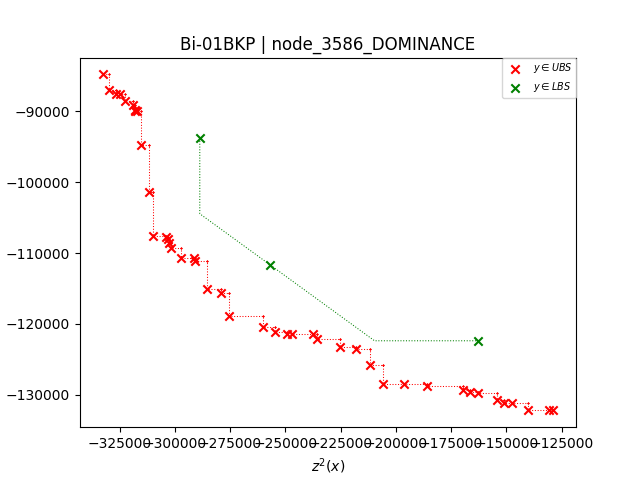 Bi-01BKP | node_3586_DOMINANCE
y ∈ UBS
y ∈ LBS
−90000
−100000
−110000
−120000
−130000
−325000 −300000 −275000 −250000 −225000 −200000 −175000 −150000 −125000
z²(x)